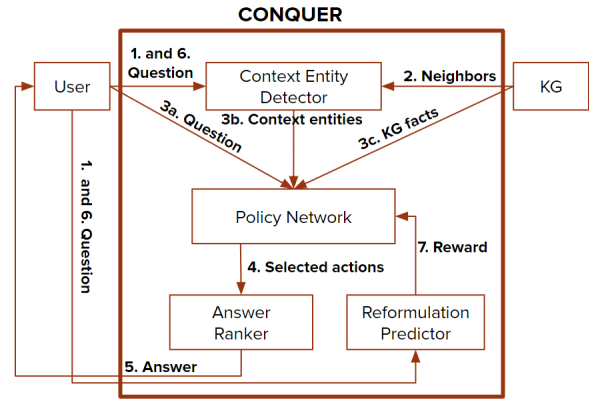 CONQUER
1. and 6.
Question
User
Context Entity
Detector
2. Neighbors
KG
3a. Question
3b. Context entities
3c. KG facts
1. and 6. Question
Policy Network
4. Selected actions
7. Reward
Answer
Ranker
Reformulation
Predictor
5. Answer